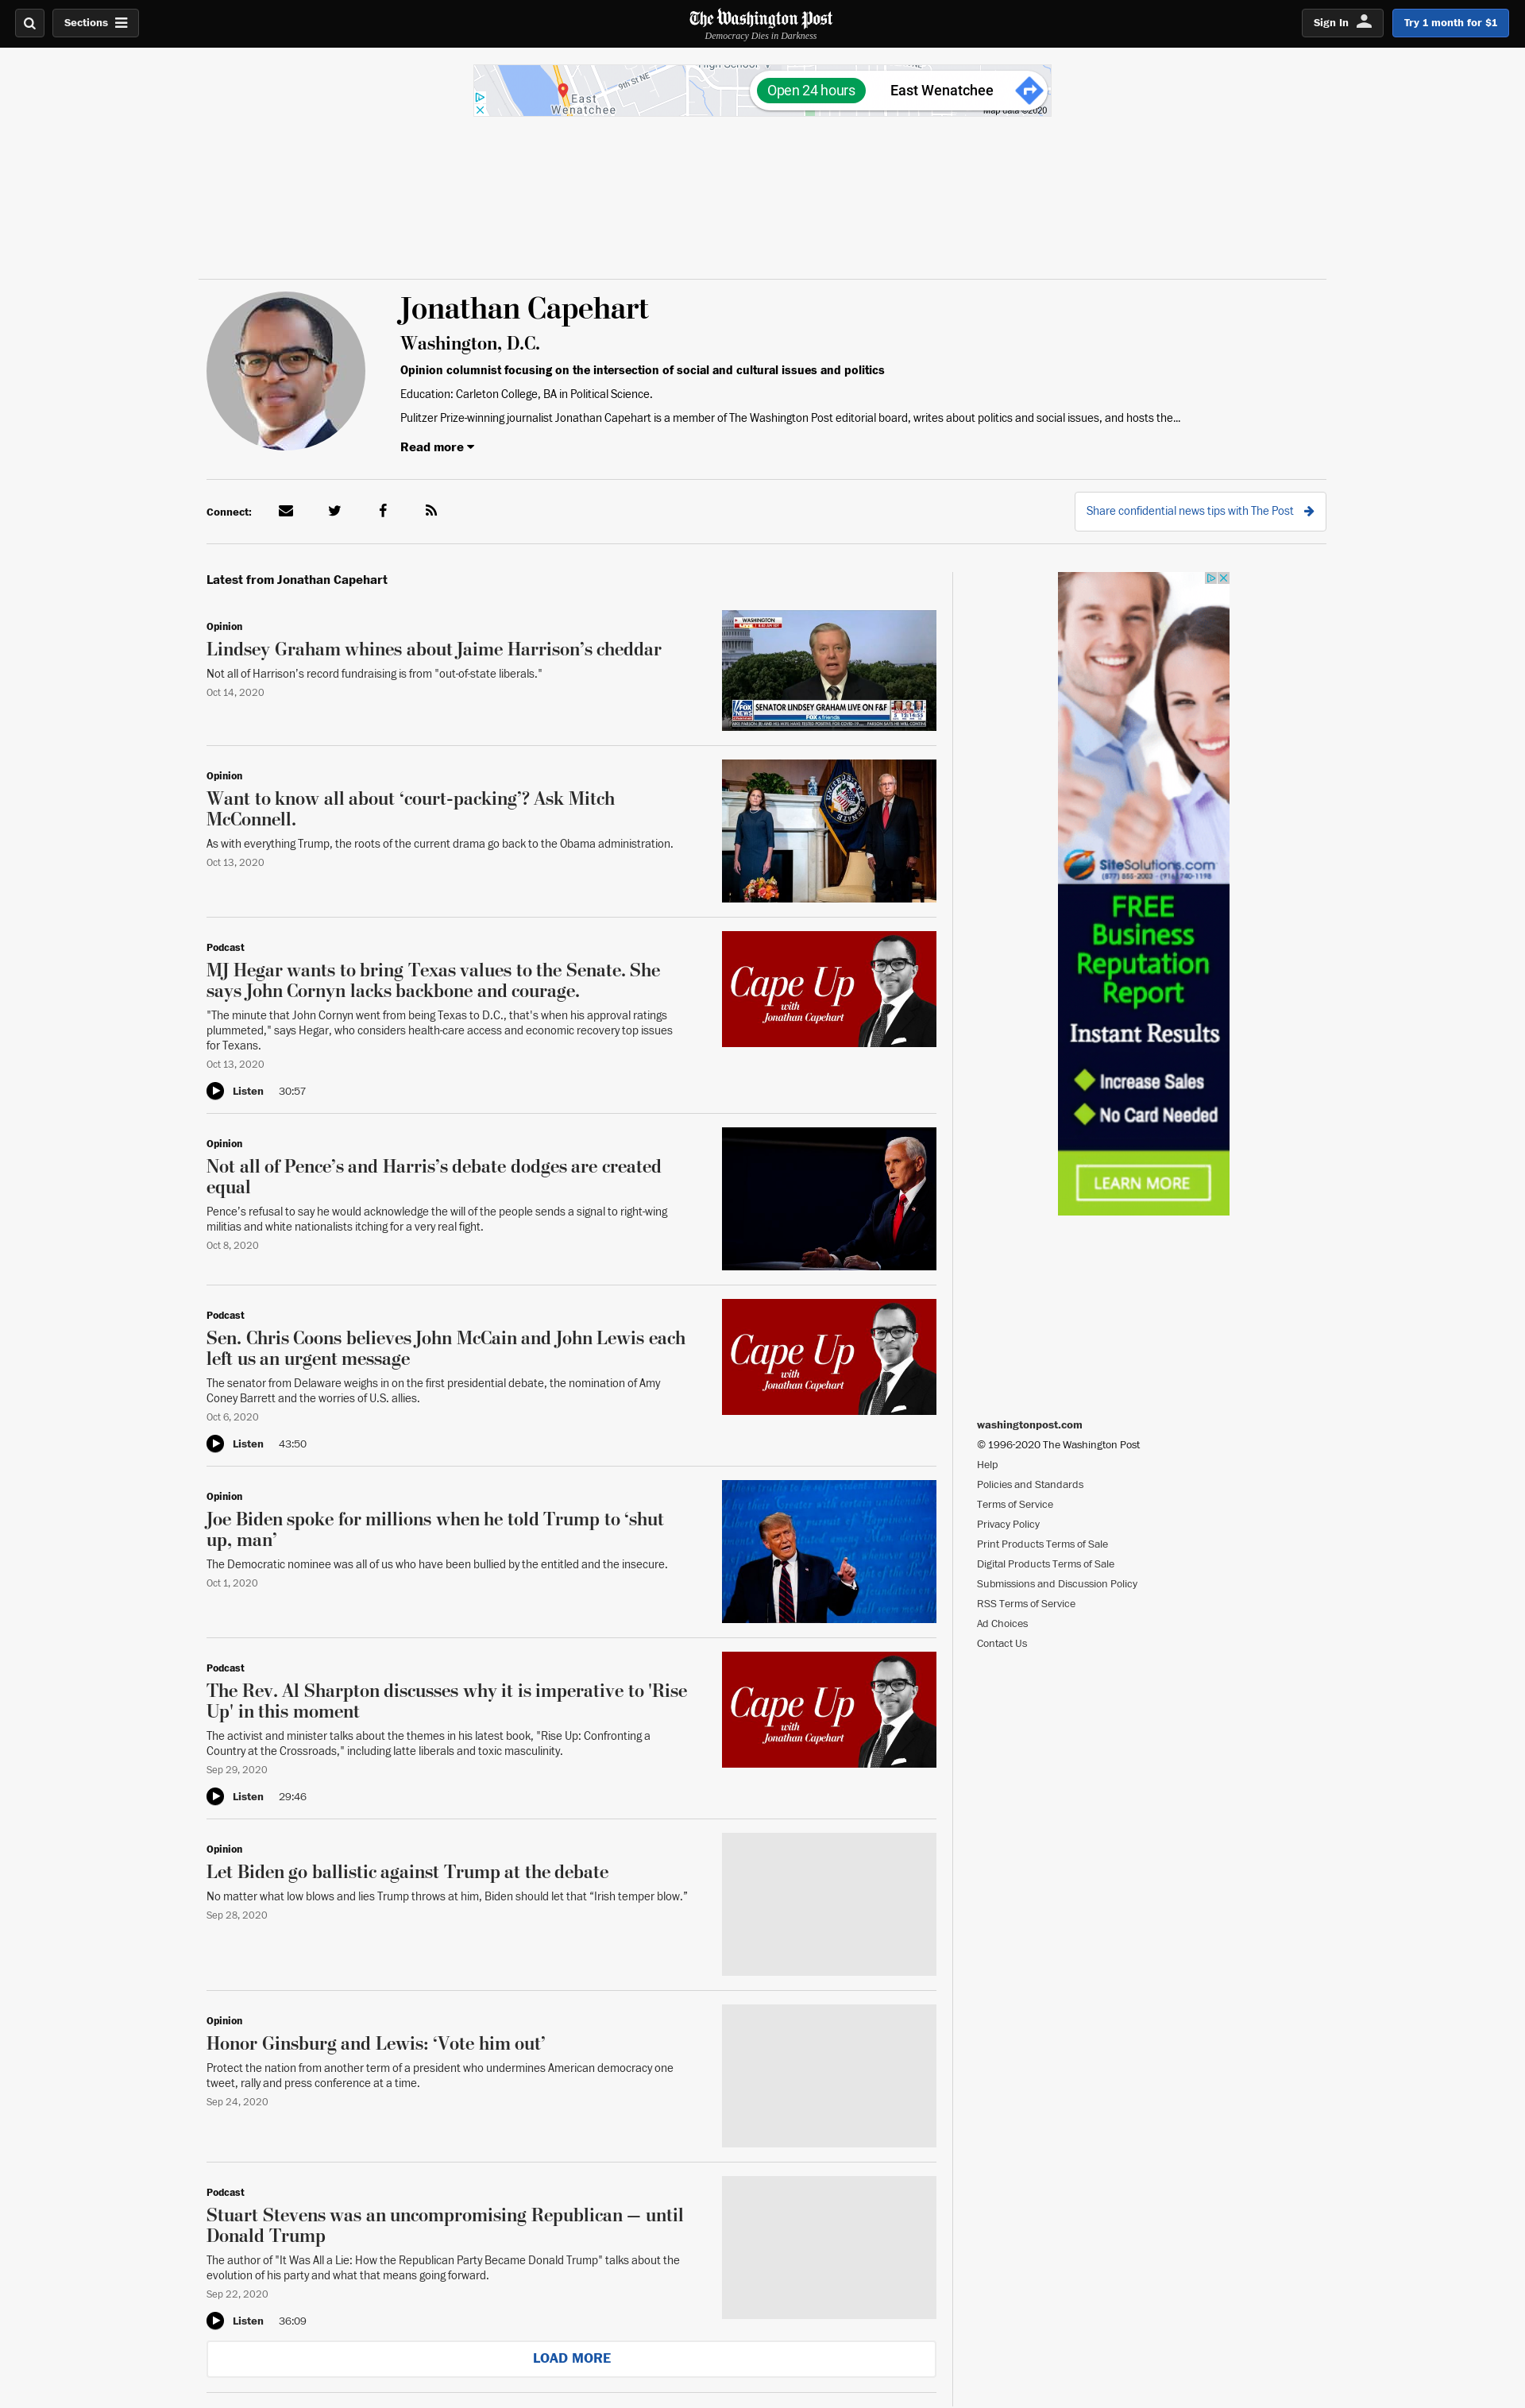 Sections
The Washington Post
Democracy Dies in Darkness
Sign In
Try 1 month for $1
9th St NE
East
Wenatchee
Open 24 hours
East Wenatchee
Map data ©2020
Jonathan Capehart
Washington, D.C.
Opinion columnist focusing on the intersection of social and cultural issues and politics
Education: Carleton College, BA in Political Science.
Pulitzer Prize-winning journalist Jonathan Capehart is a member of The Washington Post editorial board, writes about politics and social issues, and hosts the...
Read more
Connect:
Share confidential news tips with The Post
Latest from Jonathan Capehart
Opinion
Lindsey Graham whines about Jaime Harrison’s cheddar
Not all of Harrison's record fundraising is from "out-of-state liberals."
Oct 14, 2020
WASHINGTON
SENATOR LINDSEY GRAHAM LIVE ON F&F
FOX NEWS
FOX & friends
Opinion
Want to know all about ‘court-packing’? Ask Mitch
McConnell.
As with everything Trump, the roots of the current drama go back to the Obama administration.
Oct 13, 2020
Podcast
MJ Hegar wants to bring Texas values to the Senate. She
says John Cornyn lacks backbone and courage.
"The minute that John Cornyn went from being Texas to D.C., that's when his approval ratings
plummeted," says Hegar, who considers health-care access and economic recovery top issues
for Texans.
Oct 13, 2020
Listen 30:57
Cape Up
with
Jonathan Capehart
Opinion
Not all of Pence’s and Harris’s debate dodges are created
equal
Pence's refusal to say he would acknowledge the will of the people sends a signal to right-wing
militias and white nationalists itching for a very real fight.
Oct 8, 2020
Podcast
Sen. Chris Coons believes John McCain and John Lewis each
left us an urgent message
The senator from Delaware weighs in on the first presidential debate, the nomination of Amy
Coney Barrett and the worries of U.S. allies.
Oct 6, 2020
Listen 43:50
Cape Up
with
Jonathan Capehart
Opinion
Joe Biden spoke for millions when he told Trump to ‘shut
up, man’
The Democratic nominee was all of us who have been bullied by the entitled and the insecure.
Oct 1, 2020
Podcast
The Rev. Al Sharpton discusses why it is imperative to 'Rise
Up' in this moment
The activist and minister talks about the themes in his latest book, "Rise Up: Confronting a
Country at the Crossroads," including latte liberals and toxic masculinity.
Sep 29, 2020
Listen 29:46
Cape Up
with
Jonathan Capehart
Opinion
Let Biden go ballistic against Trump at the debate
No matter what low blows and lies Trump throws at him, Biden should let that “Irish temper blow.”
Sep 28, 2020
Opinion
Honor Ginsburg and Lewis: ‘Vote him out’
Protect the nation from another term of a president who undermines American democracy one
tweet, rally and press conference at a time.
Sep 24, 2020
Podcast
Stuart Stevens was an uncompromising Republican — until
Donald Trump
The author of "It Was All a Lie: How the Republican Party Became Donald Trump" talks about the
evolution of his party and what that means going forward.
Sep 22, 2020
Listen 36:09
LOAD MORE
SiteSolutions.com
FREE
Business
Reputation
Report
Instant Results
Increase Sales
No Card Needed
LEARN MORE
washingtonpost.com
© 1996-2020 The Washington Post
Help
Policies and Standards
Terms of Service
Privacy Policy
Print Products Terms of Sale
Digital Products Terms of Sale
Submissions and Discussion Policy
RSS Terms of Service
Ad Choices
Contact Us